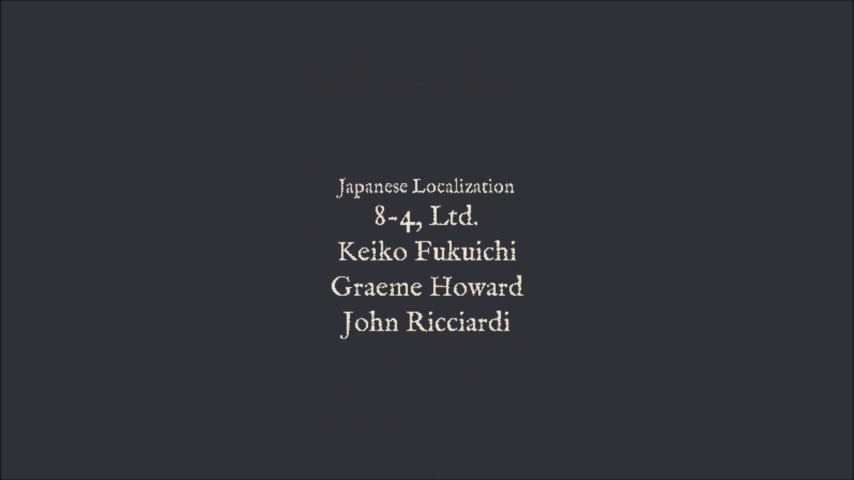 Japanese Localization
8-4, Ltd.
Keiko Fukuichi
Graeme Howard
John Ricciardi